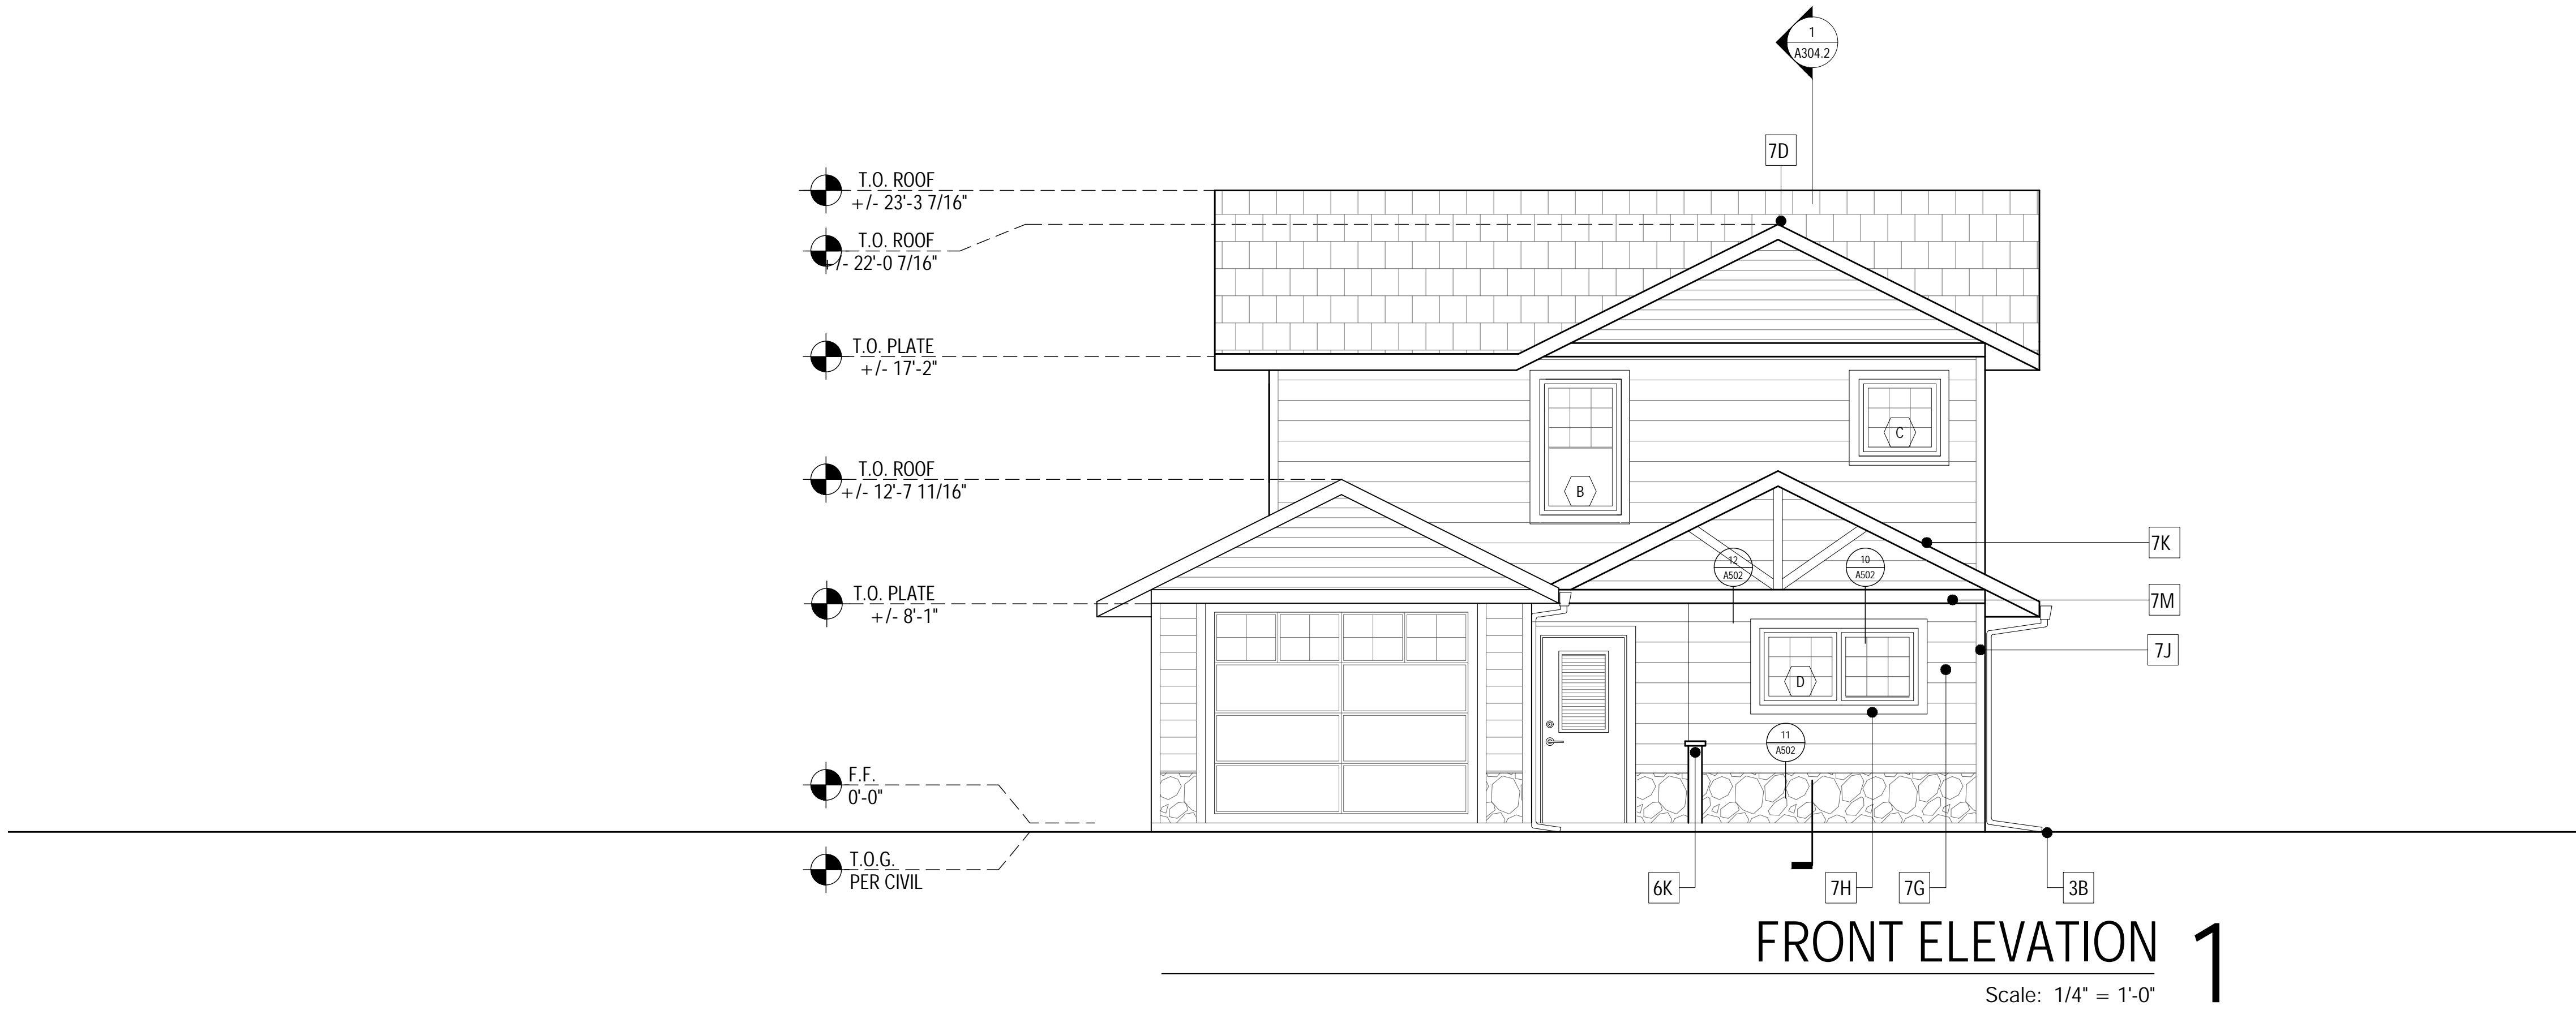 1
A304.2
7D
T.O. ROOF
+/- 23'-3 7/16"
T.O. ROOF
+/- 22'-0 7/16"
T.O. PLATE
+/- 17'-2"
C
T.O. ROOF
+/- 12'-7 11/16"
B
7K
12
A502
10
A502
T.O. PLATE
+/- 8'-1"
7M
7J
D
11
A502
F.F.
0'-0"
T.O.G.
PER CIVIL
6K
7H
7G
3B
FRONT ELEVATION 1
Scale: 1/4" = 1'-0"